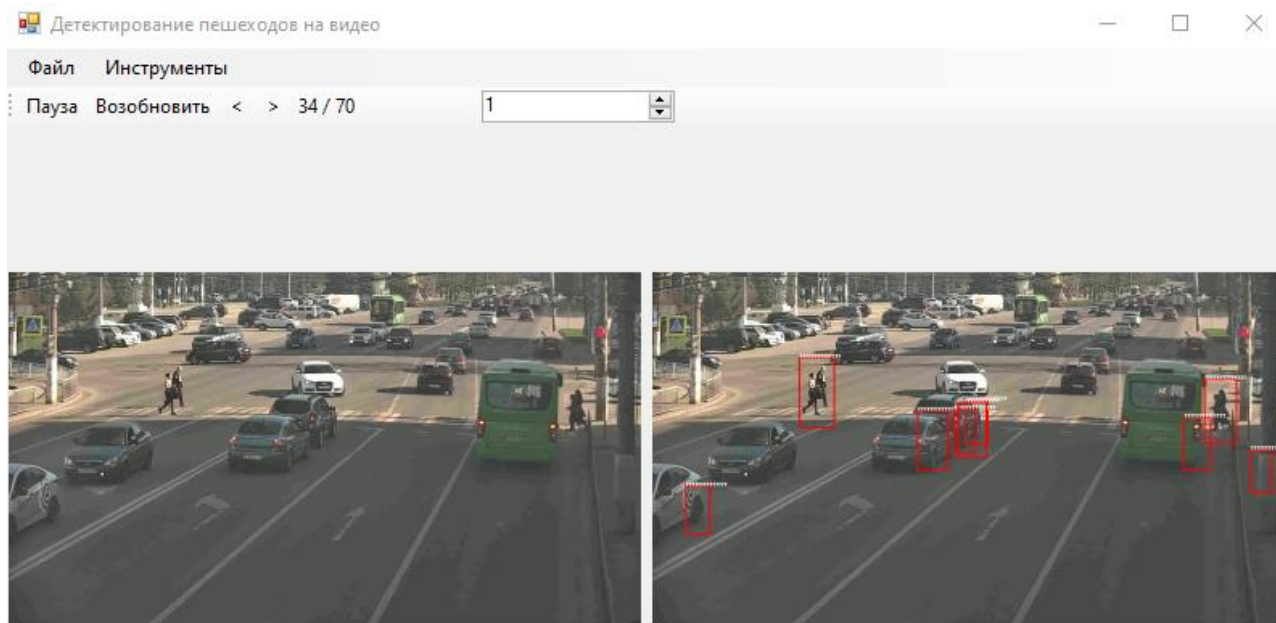 Детектирование пешеходов на видео
Файл Инструменты
Пауза Возобновить < > 34 / 70 1